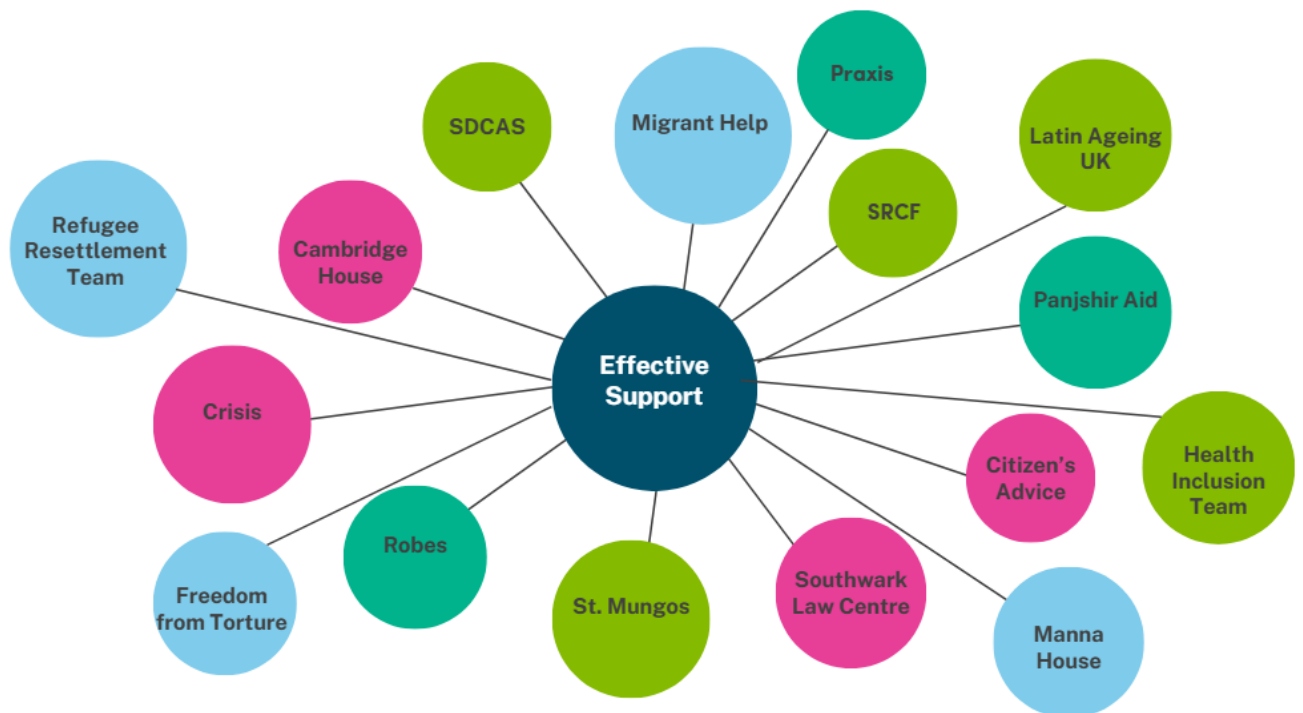 Praxis
Migrant Help
SDCAS
Latin Ageing
UK
SRCF
Refugee
Resettlement
Team
Cambridge
House
Panjshir Aid
Effective
Support
Crisis
Citizen’s
Advice
Health
Inclusion
Team
Robes
Freedom
from Torture
St. Mungos
Southwark
Law Centre
Manna
House